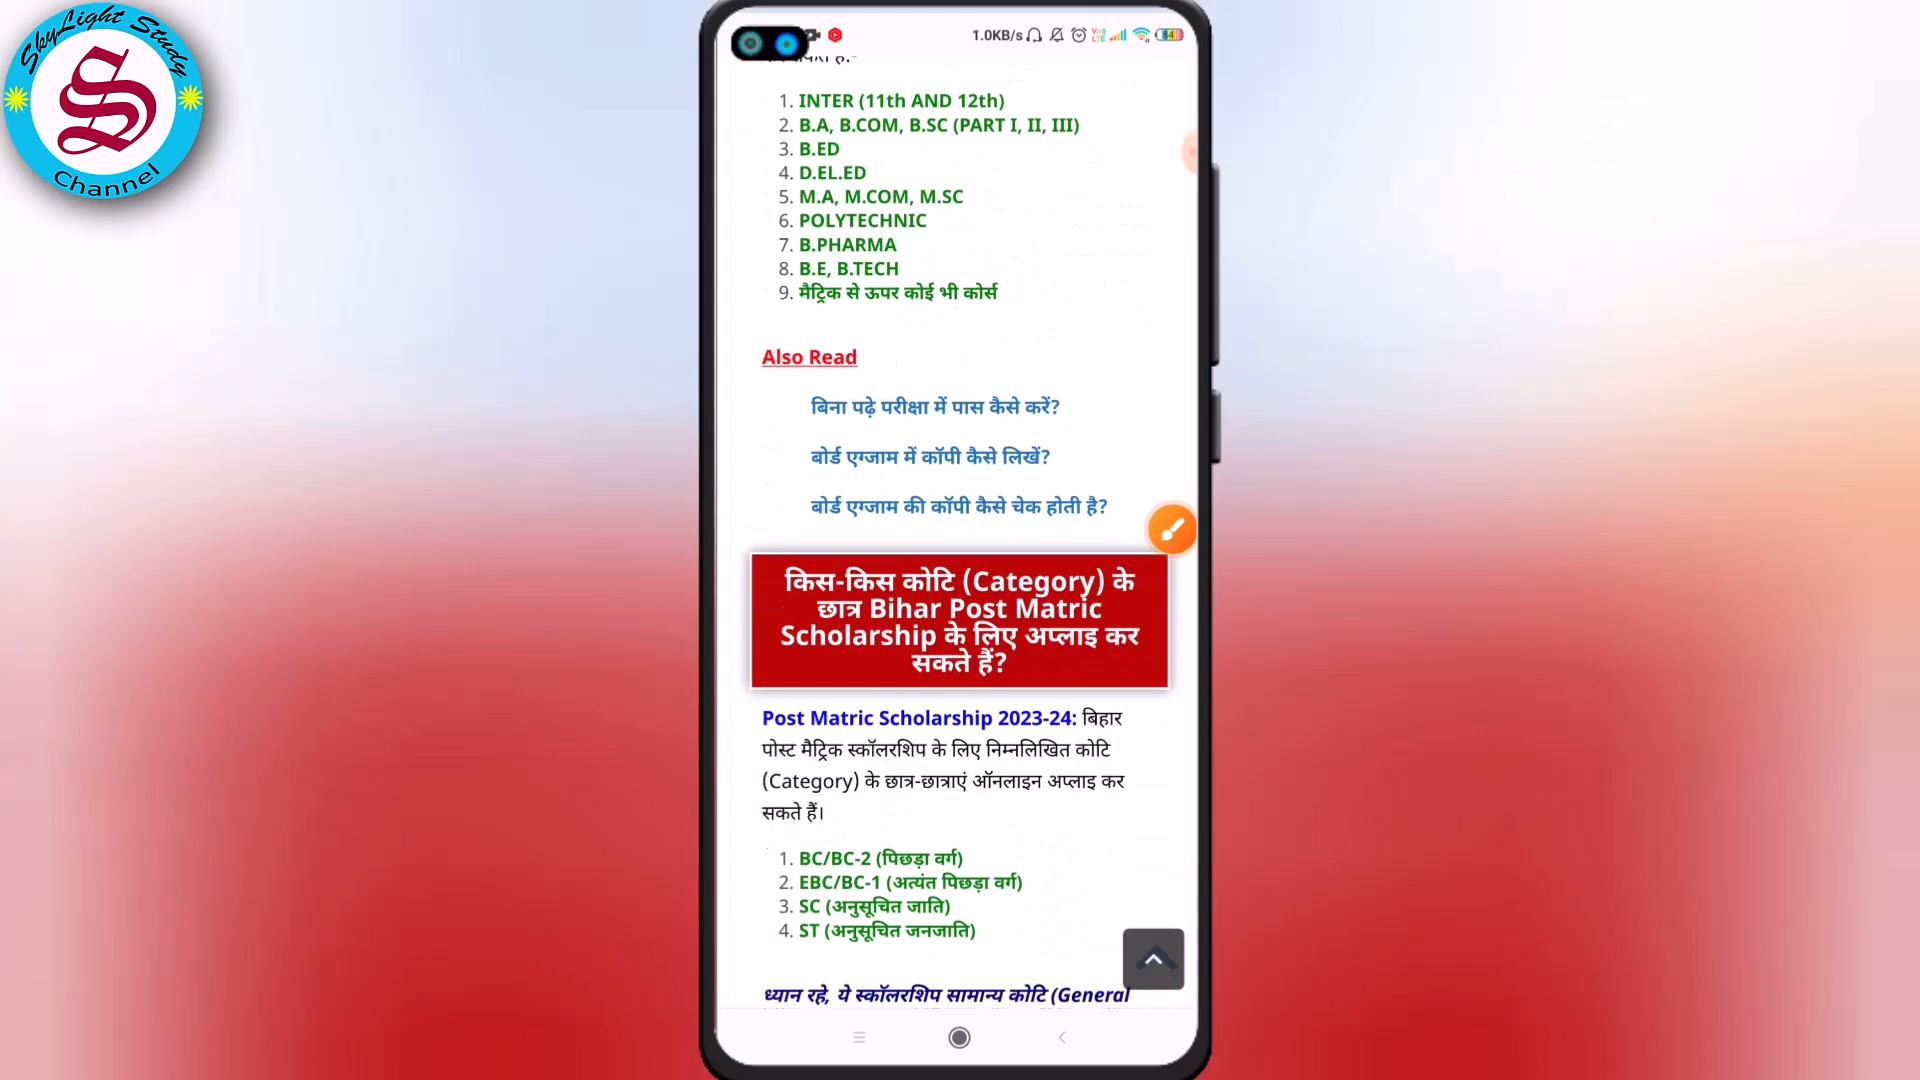 SkyLight Study
S
Channel
1.0KB/s
84
1. INTER (11th AND 12th)
2. B.A, B.COM, B.SC (PART I, II, III)
3. B.ED
4. D.EL.ED
5. M.A, M.COM, M.SC
6. POLYTECHNIC
7. B.PHARMA
8. B.E, B.TECH
9. मैट्रिक से ऊपर कोई भी कोर्स
Also Read
बिना पढ़े परीक्षा में पास कैसे करें?
बोर्ड एग्जाम में कॉपी कैसे लिखें?
बोर्ड एग्जाम की कॉपी कैसे चेक होती है?
किस-किस कोटि (Category) के
छात्र Bihar Post Matric
Scholarship के लिए अप्लाइ कर
सकते हैं?
Post Matric Scholarship 2023-24: बिहार
पोस्ट मैट्रिक स्कॉलरशिप के लिए निम्नलिखित कोटि
(Category) के छात्र-छात्राएं ऑनलाइन अप्लाइ कर
सकते हैं।
1. BC/BC-2 (पिछड़ा वर्ग)
2. EBC/BC-1 (अत्यंत पिछड़ा वर्ग)
3. SC (अनुसूचित जाति)
4. ST (अनुसूचित जनजाति)
ध्यान रहे, ये स्कॉलरशिप सामान्य कोटि (General